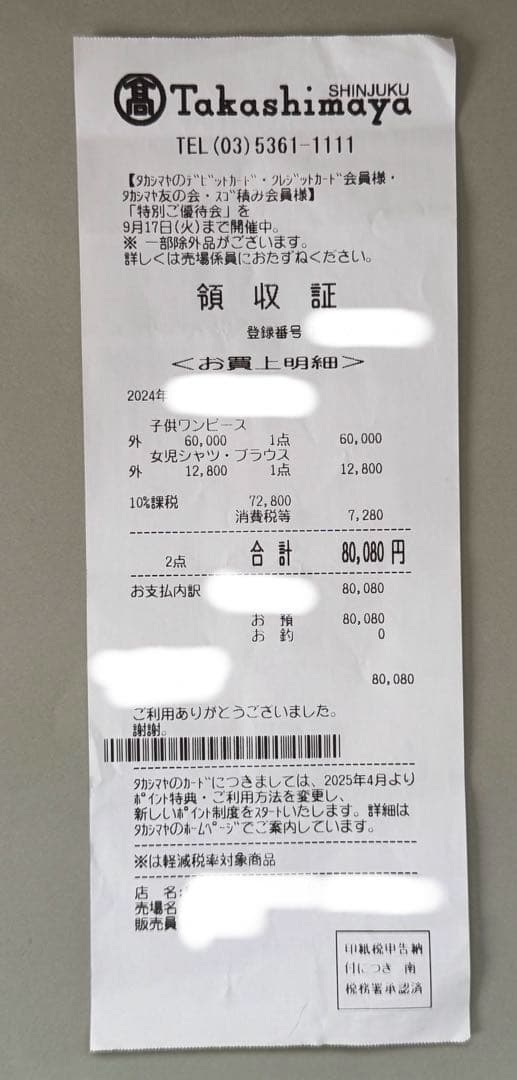 髙 Takashimaya SHINJUKU
TEL (03) 5361-1111
【タカシマヤのデビットカード・クレジットカード会員様・
タカシマヤ友の会・スゴ積み会員様】
「特別ご優待会」を
9月17日(火)まで開催中。
※ 一部除外品がございます。
詳しくは売場係員におたずねください。
領収証
登録番号
<お買上明細>
2024年
子供ワンピース
外 60,000 1点 60,000
女児シャツ・ブラウス
外 12,800 1点 12,800
10%課税 72,800
消費税等 7,280
2点 合計 80,080円
お支払内訳 80,080
お預 80,080
お釣 0
80,080
ご利用ありがとうございました。
謝謝。
タカシマヤのカードにつきましては、2025年4月より
ポイント特典・ご利用方法を変更し、
新しいポイント制度をスタートいたします。詳細は
タカシマヤのホームページでご案内しています。
※は軽減税率対象商品
店 名:
売場名
販売員
印紙税申告納
付につき 南
税務署承認済